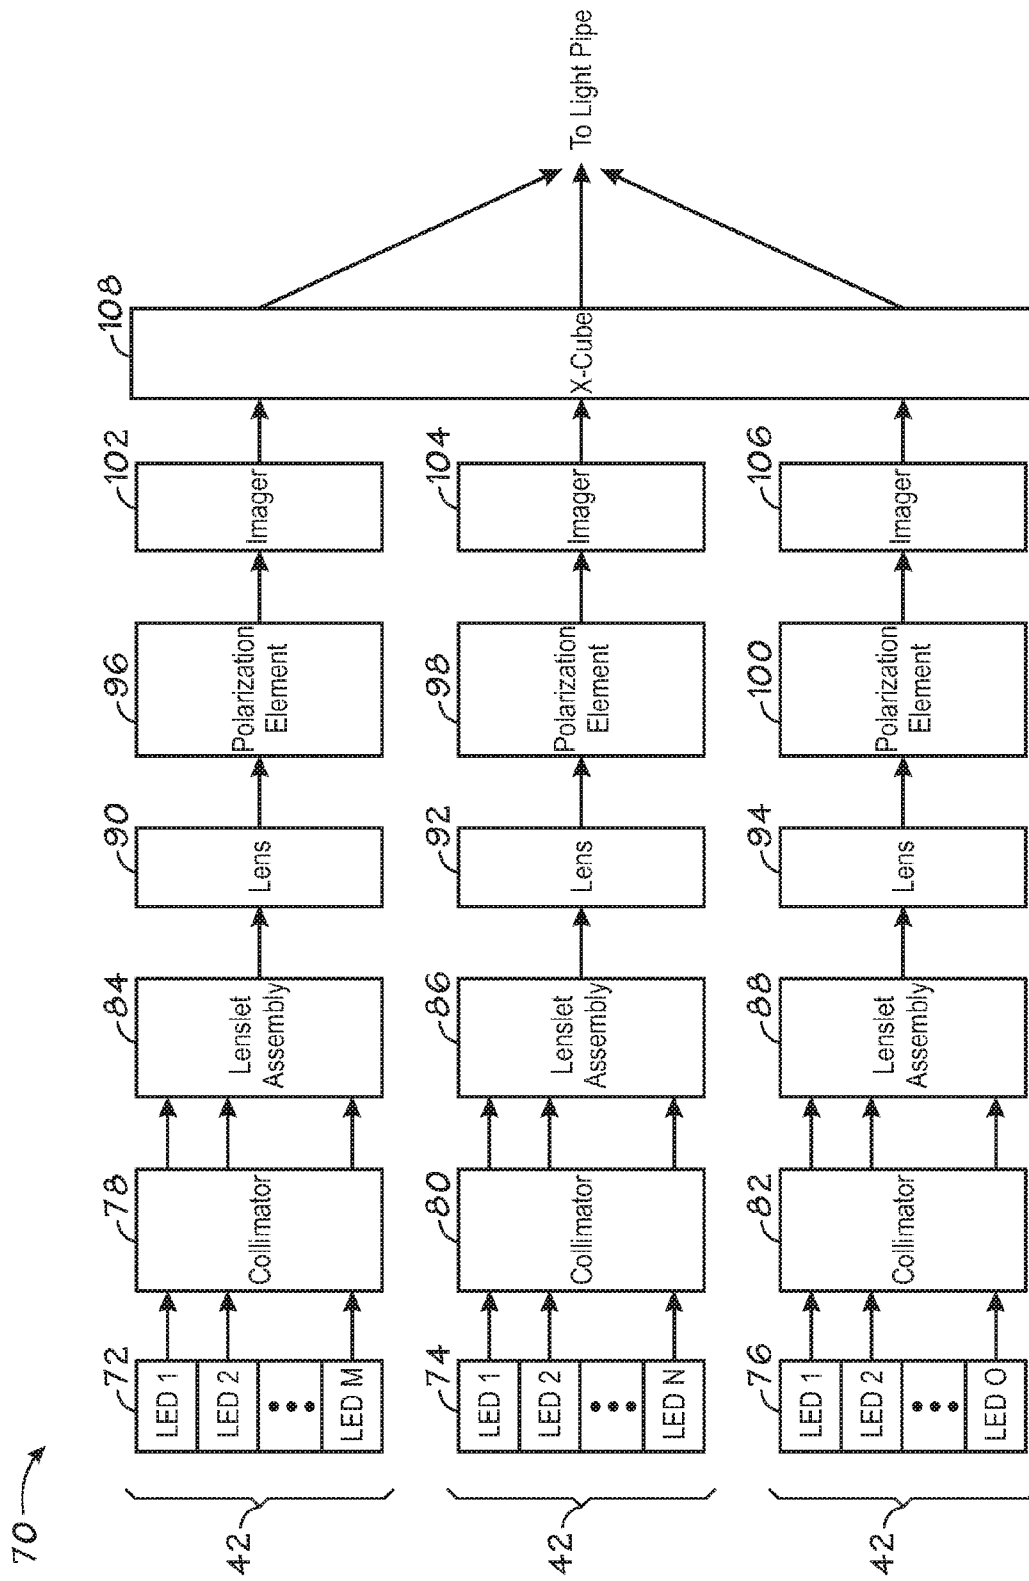 70
42
72
LED 1
LED 2
LED M
78
Collimator
84
Lenslet
Assembly
90
Lens
96
Polarization
Element
102
Imager
42
74
LED 1
LED 2
LED N
80
Collimator
86
Lenslet
Assembly
92
Lens
98
Polarization
Element
104
Imager
42
76
LED 1
LED 2
LED O
82
Collimator
88
Lenslet
Assembly
94
Lens
100
Polarization
Element
106
Imager
108
X-Cube
To Light Pipe